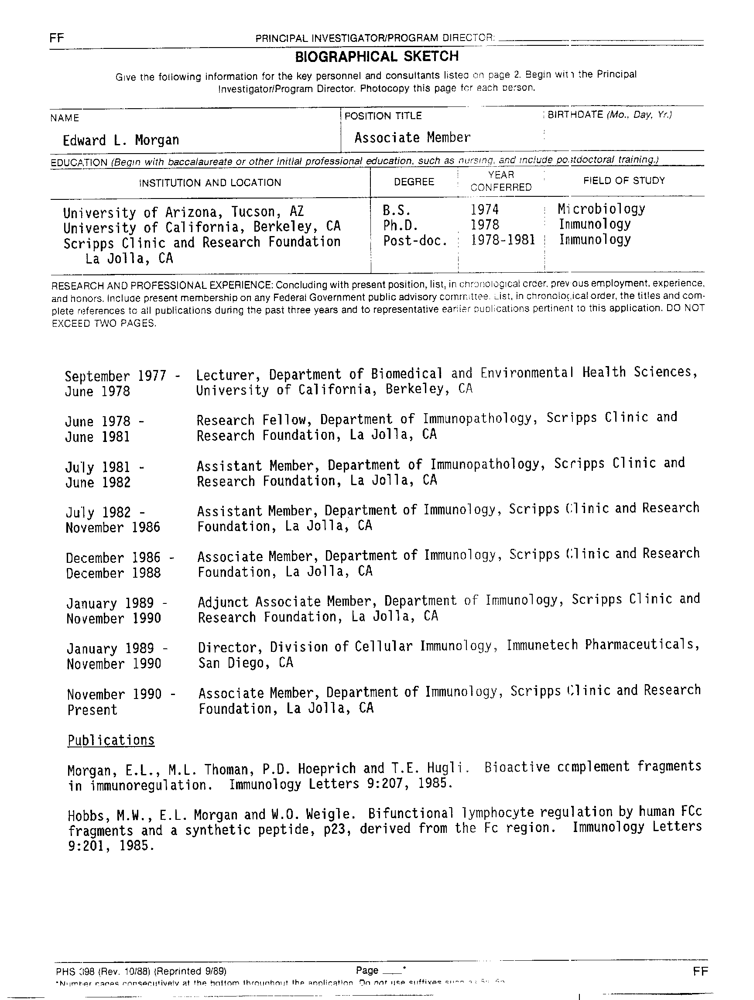 FF
PRINCIPAL INVESTIGATOR/PROGRAM DIRECTOR:
BIOGRAPHICAL SKETCH
Give the following information for the key personnel and consultants listed on page 2. Begin with the Principal
Investigator/Program Director. Photocopy this page for each person.
NAME
POSITION TITLE
BIRTHDATE (Mo., Day, Yr.)
Edward L. Morgan
Associate Member
EDUCATION (Begin with baccalaureate or other initial professional education, such as nursing, and include postdoctoral training.)
INSTITUTION AND LOCATION
DEGREE
YEAR
CONFERRED
FIELD OF STUDY
University of Arizona, Tucson, AZ B.S. 1974 Microbiology
University of California, Berkeley, CA Ph.D. 1978 Immunology
Scripps Clinic and Research Foundation Post-doc. 1978-1981 Immunology
La Jolla, CA
RESEARCH AND PROFESSIONAL EXPERIENCE: Concluding with present position, list, in chronological order, previous employment, experience,
and honors. Include present membership on any Federal Government public advisory committee. List, in chronological order, the titles and com-
plete references to all publications during the past three years and to representative earlier publications pertinent to this application. DO NOT
EXCEED TWO PAGES.
September 1977 - Lecturer, Department of Biomedical and Environmental Health Sciences,
June 1978 University of California, Berkeley, CA
June 1978 - Research Fellow, Department of Immunopathology, Scripps Clinic and
June 1981 Research Foundation, La Jolla, CA
July 1981 - Assistant Member, Department of Immunopathology, Scripps Clinic and
June 1982 Research Foundation, La Jolla, CA
July 1982 - Assistant Member, Department of Immunology, Scripps Clinic and Research
November 1986 Foundation, La Jolla, CA
December 1986 - Associate Member, Department of Immunology, Scripps Clinic and Research
December 1988 Foundation, La Jolla, CA
January 1989 - Adjunct Associate Member, Department of Immunology, Scripps Clinic and
November 1990 Research Foundation, La Jolla, CA
January 1989 - Director, Division of Cellular Immunology, Immunetech Pharmaceuticals,
November 1990 San Diego, CA
November 1990 - Associate Member, Department of Immunology, Scripps Clinic and Research
Present Foundation, La Jolla, CA
Publications
Morgan, E.L., M.L. Thoman, P.D. Hoeprich and T.E. Hugli. Bioactive complement fragments
in immunoregulation. Immunology Letters 9:207, 1985.
Hobbs, M.W., E.L. Morgan and W.O. Weigle. Bifunctional lymphocyte regulation by human FCc
fragments and a synthetic peptide, p23, derived from the Fc region. Immunology Letters
9:201, 1985.
PHS 398 (Rev. 10/88) (Reprinted 9/89) Page ___* FF
*Number pages consecutively at the bottom throughout the application. Do not use suffixes such as